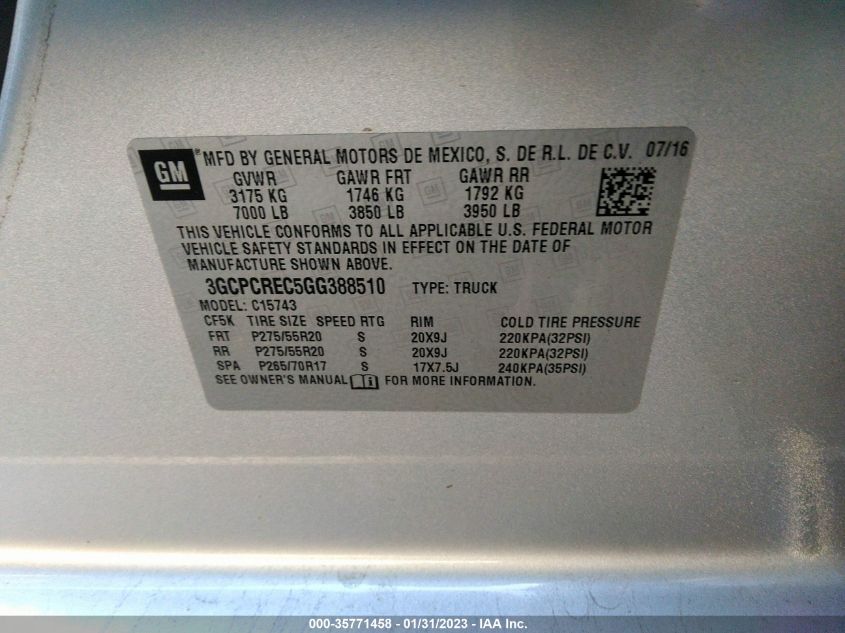 GM ® MFD BY GENERAL MOTORS DE MEXICO, S. DE R.L. DE C.V. 07/16
GVWR GAWR FRT GAWR RR
3175 KG 1746 KG 1792 KG
7000 LB 3850 LB 3950 LB
THIS VEHICLE CONFORMS TO ALL APPLICABLE U.S. FEDERAL MOTOR
VEHICLE SAFETY STANDARDS IN EFFECT ON THE DATE OF
MANUFACTURE SHOWN ABOVE.
3GCPCREC5GG388510 TYPE: TRUCK
MODEL: C15743
CF5K TIRE SIZE SPEED RTG RIM COLD TIRE PRESSURE
FRT P275/55R20 S 20X9J 220KPA(32PSI)
RR P275/55R20 S 20X9J 220KPA(32PSI)
SPA P265/70R17 S 17X7.5J 240KPA(35PSI)
SEE OWNER'S MANUAL FOR MORE INFORMATION.
000-35771458 - 01/31/2023 - IAA Inc.